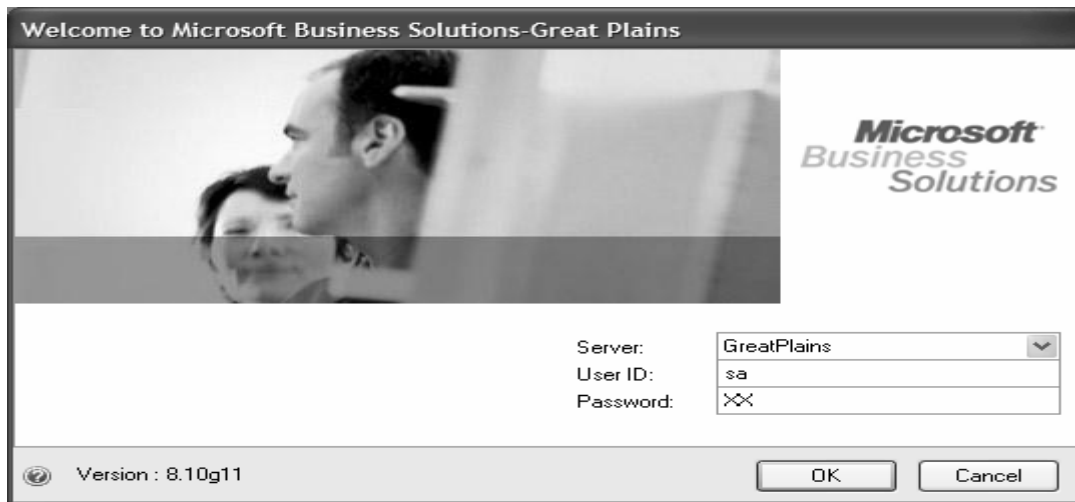 Welcome to Microsoft Business Solutions-Great Plains
Microsoft
Business
Solutions
Server: GreatPlains
User ID: sa
Password: XX
Version : 8.10g11
OK Cancel